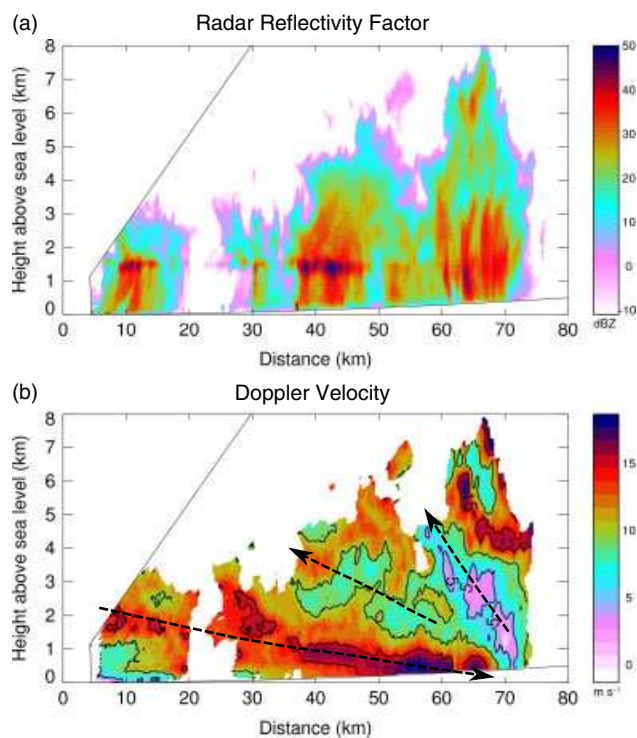 (a) Radar Reflectivity Factor
Height above sea level (km)
8
7
6
5
4
3
2
1
0
0 10 20 30 40 50 60 70 80
Distance (km)
50
40
30
20
10
0
-10
dBZ
(b) Doppler Velocity
Height above sea level (km)
8
7
6
5
4
3
2
1
0
0 10 20 30 40 50 60 70 80
Distance (km)
15
10
5
0
m s⁻¹